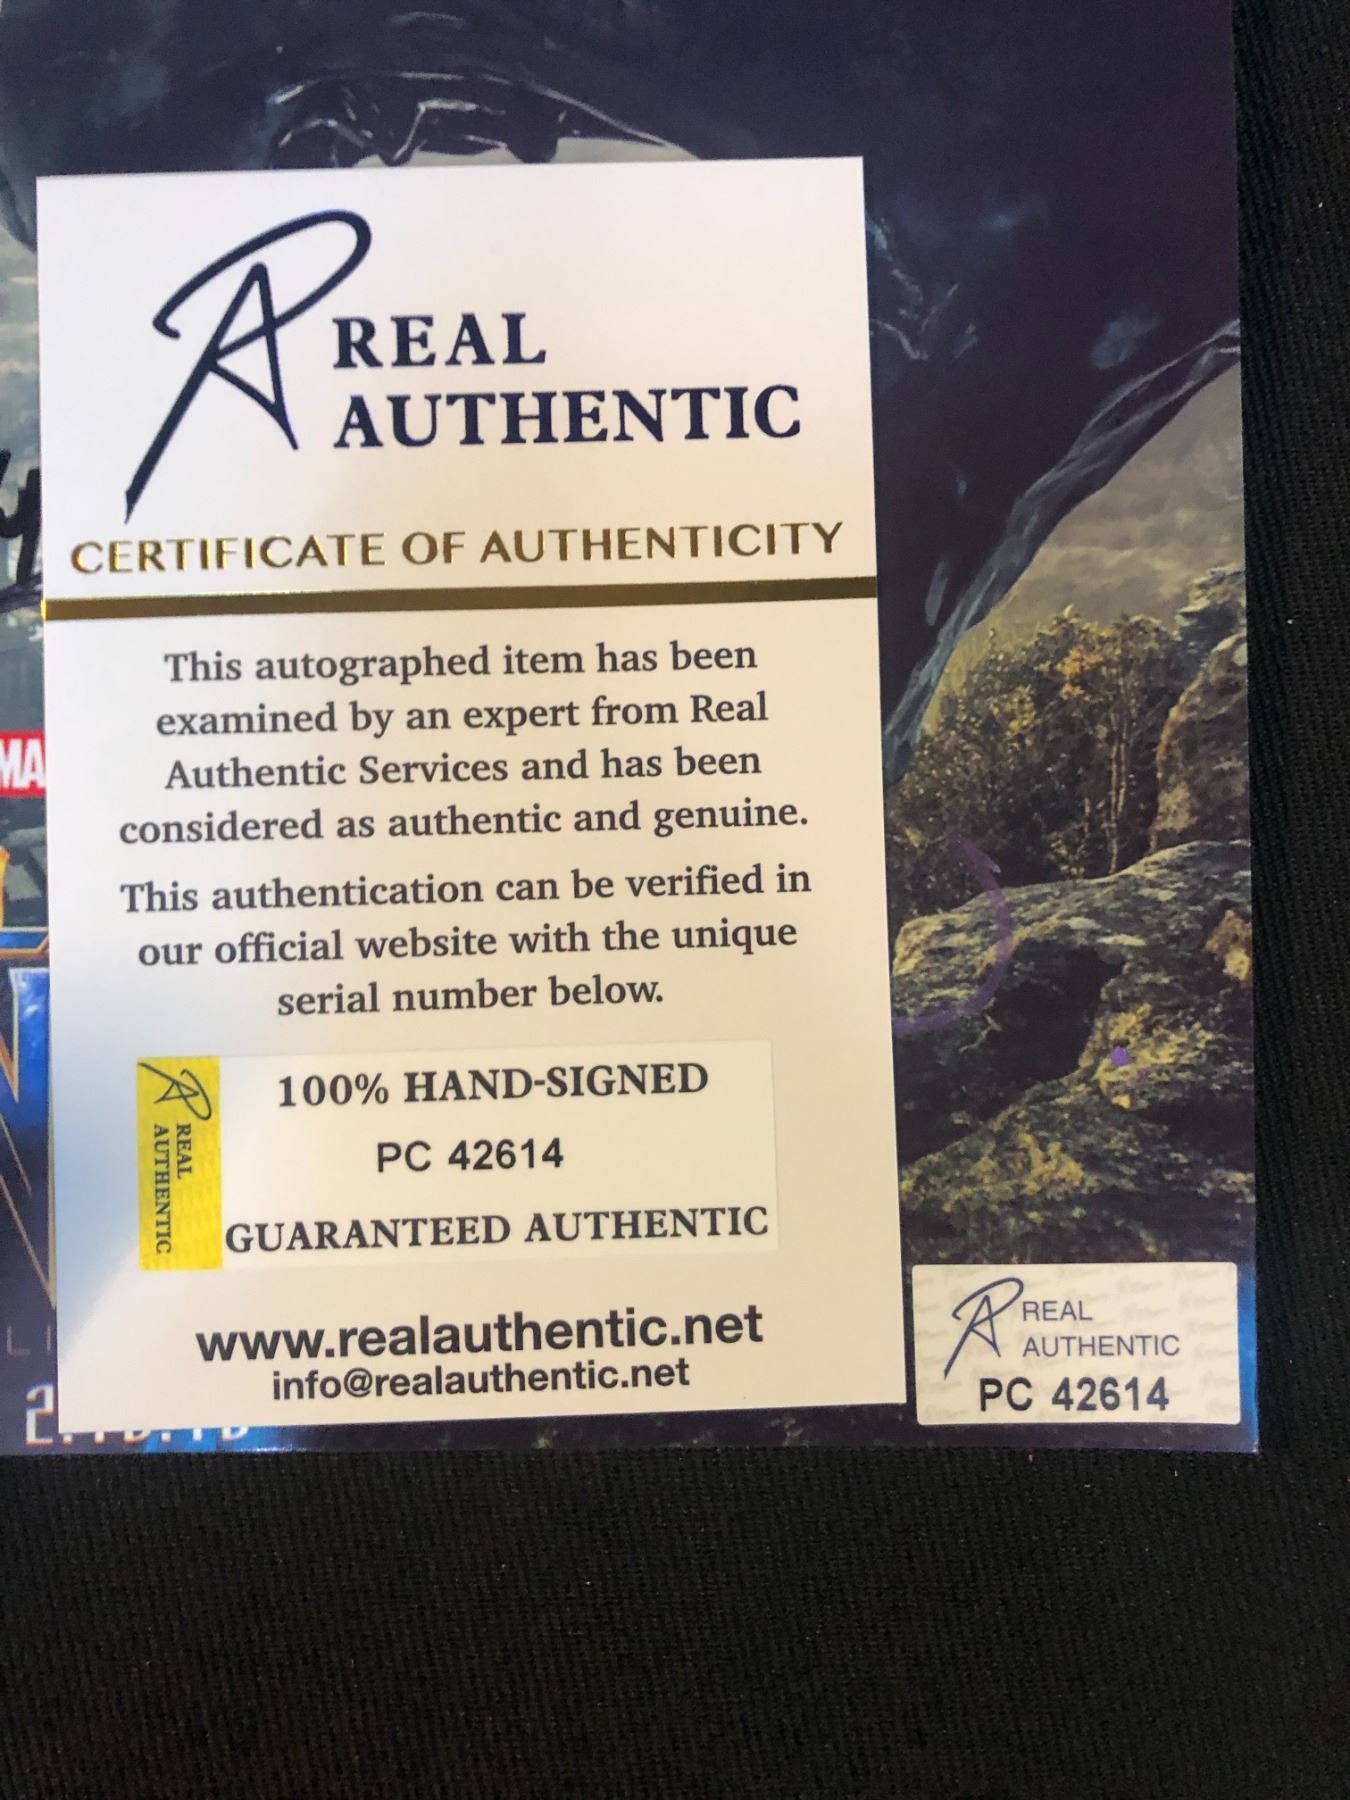 REAL
AUTHENTIC
CERTIFICATE OF AUTHENTICITY
This autographed item has been
examined by an expert from Real
Authentic Services and has been
considered as authentic and genuine.
This authentication can be verified in
our official website with the unique
serial number below.
REAL
AUTHENTIC
100% HAND-SIGNED
PC 42614
GUARANTEED AUTHENTIC
www.realauthentic.net
info@realauthentic.net
REAL
AUTHENTIC
PC 42614
MA